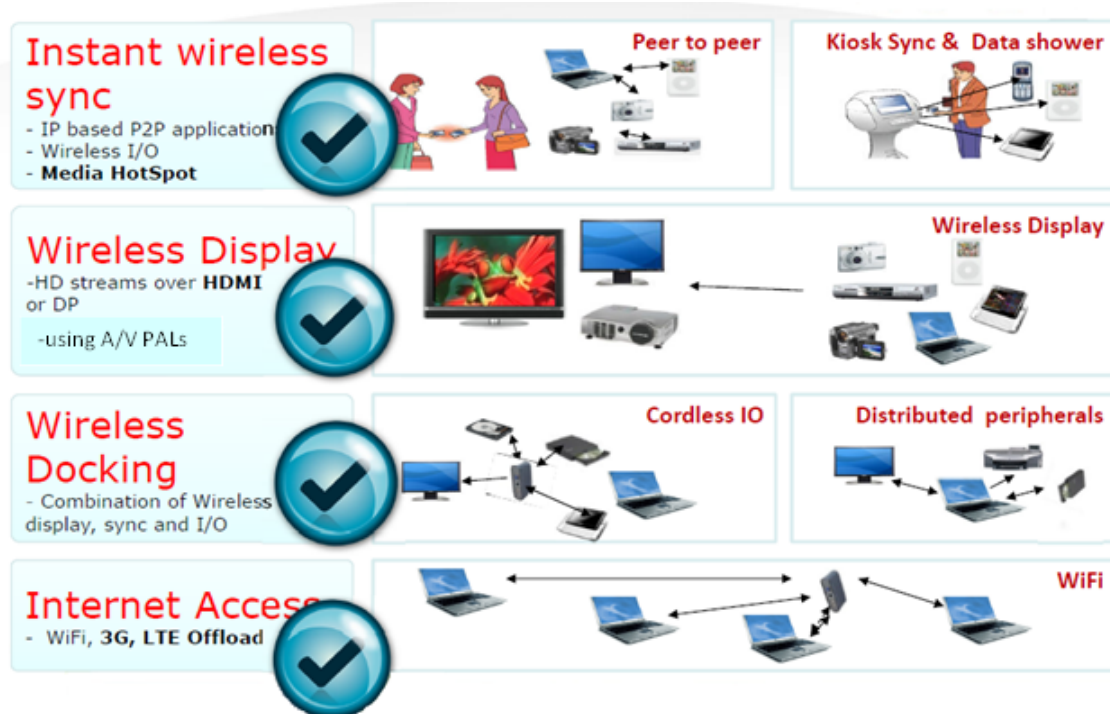 Instant wireless
sync
- IP based P2P application
- Wireless I/O
- Media HotSpot
Peer to peer
Kiosk Sync & Data shower
Wireless Display
-HD streams over HDMI
or DP
-using A/V PALs
Wireless Display
Wireless
Docking
- Combination of Wireless
display, sync and I/O
Cordless IO
Distributed peripherals
Internet Access
- WiFi, 3G, LTE Offload
WiFi